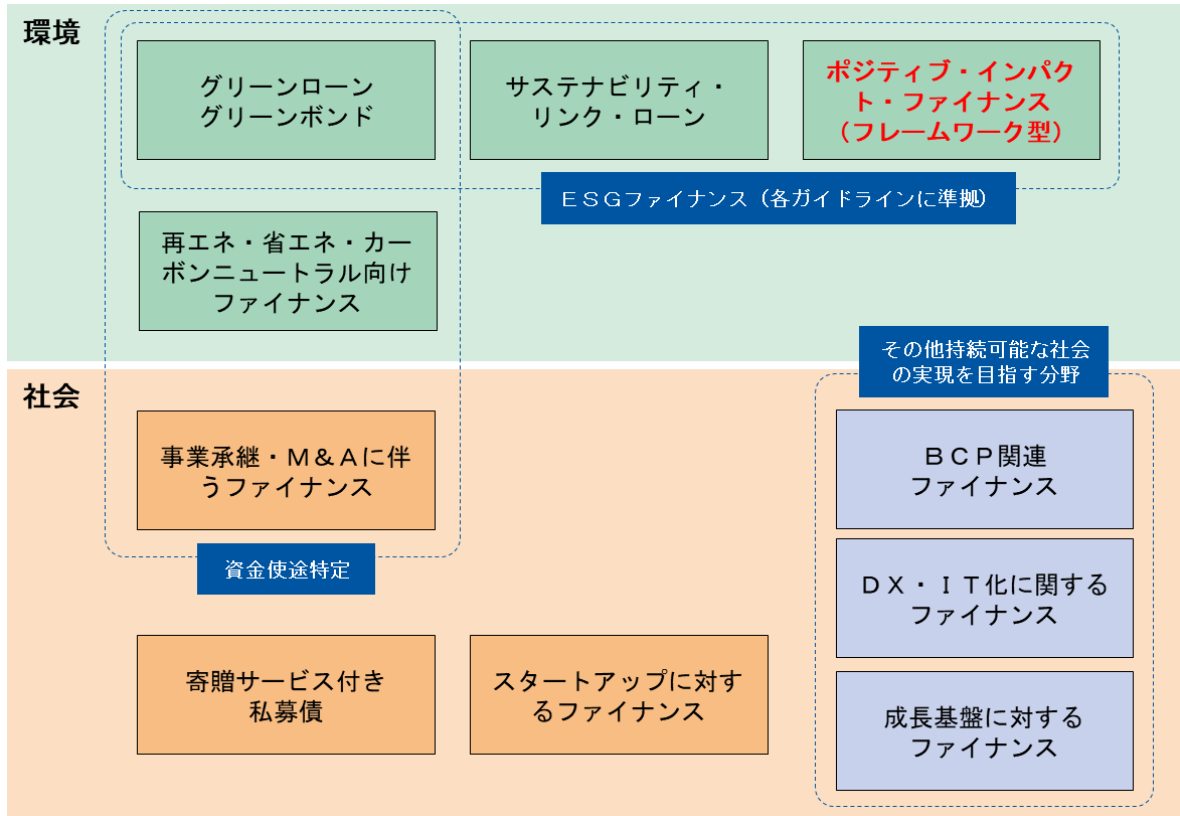 環境
グリーンローン
グリーンボンド
サステナビリティ・
リンク・ローン
ポジティブ・インパク
ト・ファイナンス
（フレームワーク型）
ＥＳＧファイナンス（各ガイドラインに準拠）
再エネ・省エネ・カー
ボンニュートラル向け
ファイナンス
その他持続可能な社会
の実現を目指す分野
社会
事業承継・Ｍ＆Ａに伴
うファイナンス
ＢＣＰ関連
ファイナンス
資金使途特定
ＤＸ・ＩＴ化に関する
ファイナンス
寄贈サービス付き
私募債
スタートアップに対す
るファイナンス
成長基盤に対する
ファイナンス